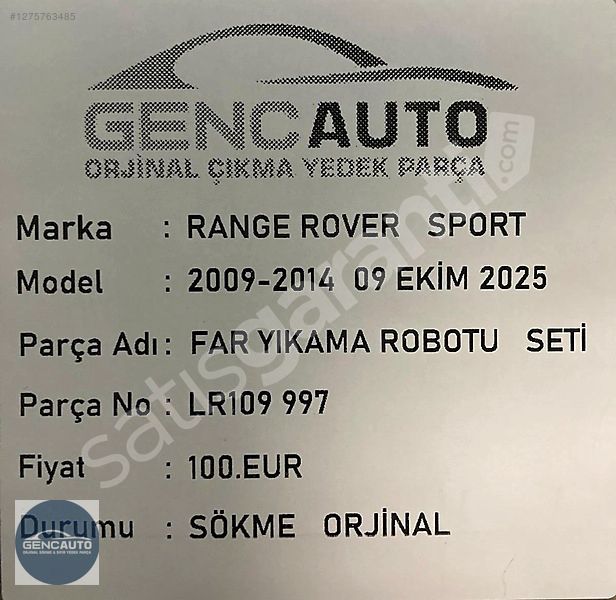 #1275763485
GENCAUTO
ORJİNAL ÇIKMA YEDEK PARÇA
satısgaranti.com
Marka : RANGE ROVER SPORT
Model : 2009-2014 09 EKİM 2025
Parça Adı : FAR YIKAMA ROBOTU SETİ
Parça No : LR109 997
Fiyat : 100.EUR
Durumu : SÖKME ORJİNAL
GENCAUTO